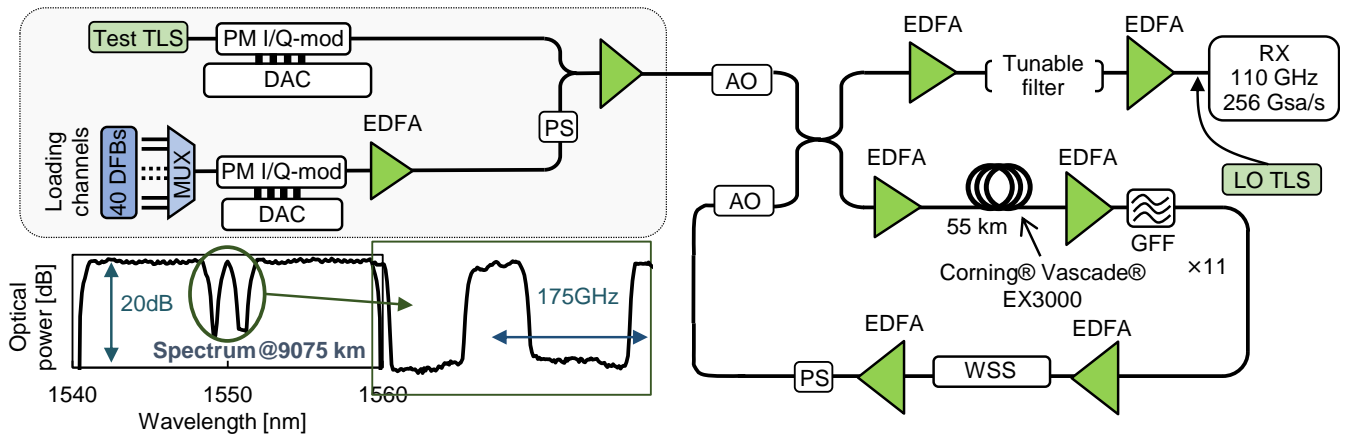 Test TLS
PM I/Q-mod
DAC
Loading
channels
40 DFBs
MUX
PM I/Q-mod
DAC
EDFA
PS
AO
AO
EDFA
Tunable
filter
EDFA
RX
110 GHz
256 Gsa/s
LO TLS
EDFA
55 km
EDFA
GFF
Corning® Vascade®
EX3000
×11
EDFA
EDFA
PS
WSS
Optical
power [dB]
20dB
175GHz
Spectrum@9075 km
1540
1550
1560
Wavelength [nm]